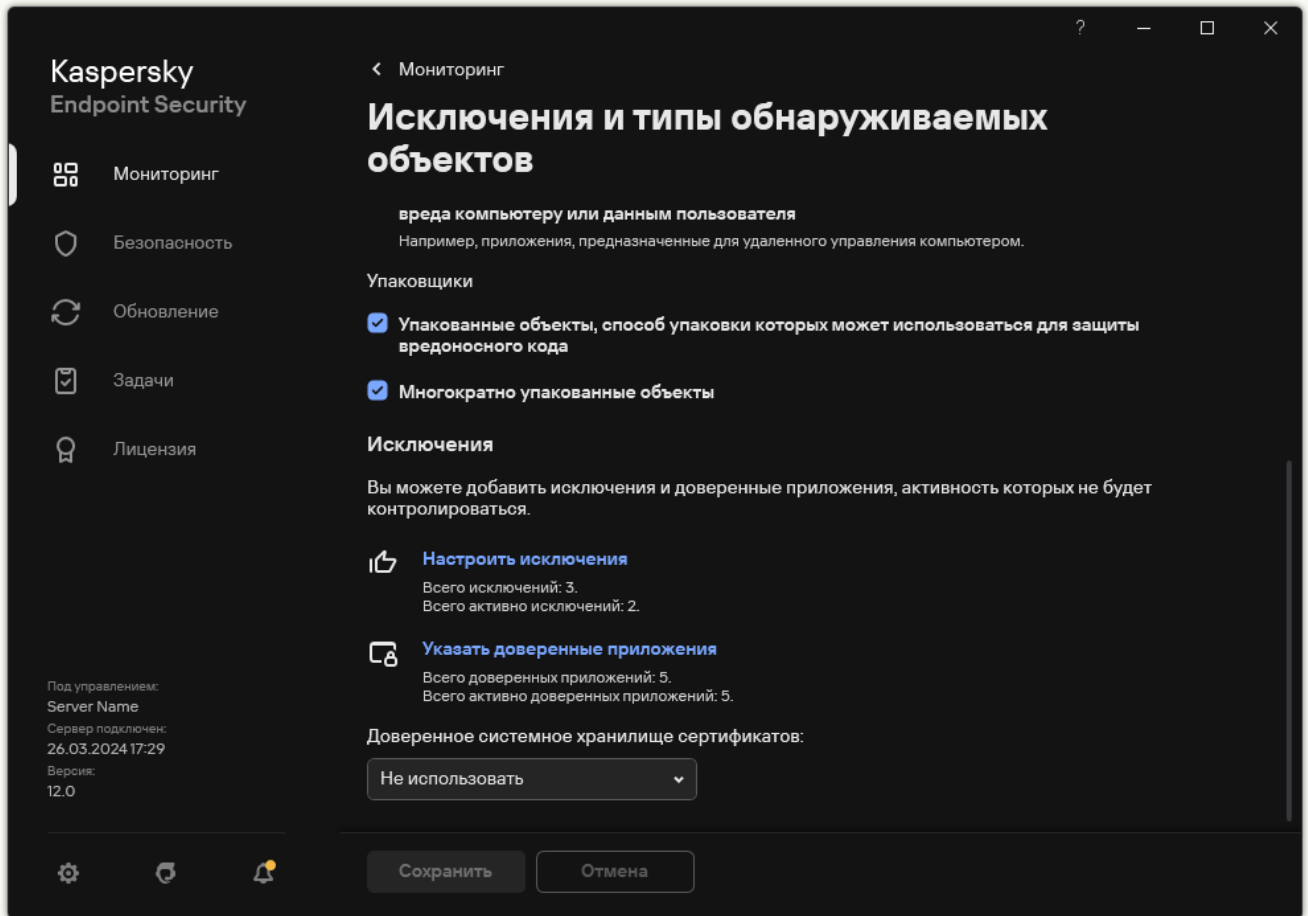 ?
Kaspersky
Endpoint Security
Мониторинг
Безопасность
Обновление
Задачи
Лицензия
Под управлением:
Server Name
Сервер подключен:
26.03.2024 17:29
Версия:
12.0
Мониторинг
Исключения и типы обнаруживаемых
объектов
вреда компьютеру или данным пользователя
Например, приложения, предназначенные для удаленного управления компьютером.
Упаковщики
Упакованные объекты, способ упаковки которых может использоваться для защиты
вредоносного кода
Многократно упакованные объекты
Исключения
Вы можете добавить исключения и доверенные приложения, активность которых не будет
контролироваться.
Настроить исключения
Всего исключений: 3.
Всего активно исключений: 2.
Указать доверенные приложения
Всего доверенных приложений: 5.
Всего активно доверенных приложений: 5.
Доверенное системное хранилище сертификатов:
Не использовать
Сохранить
Отмена